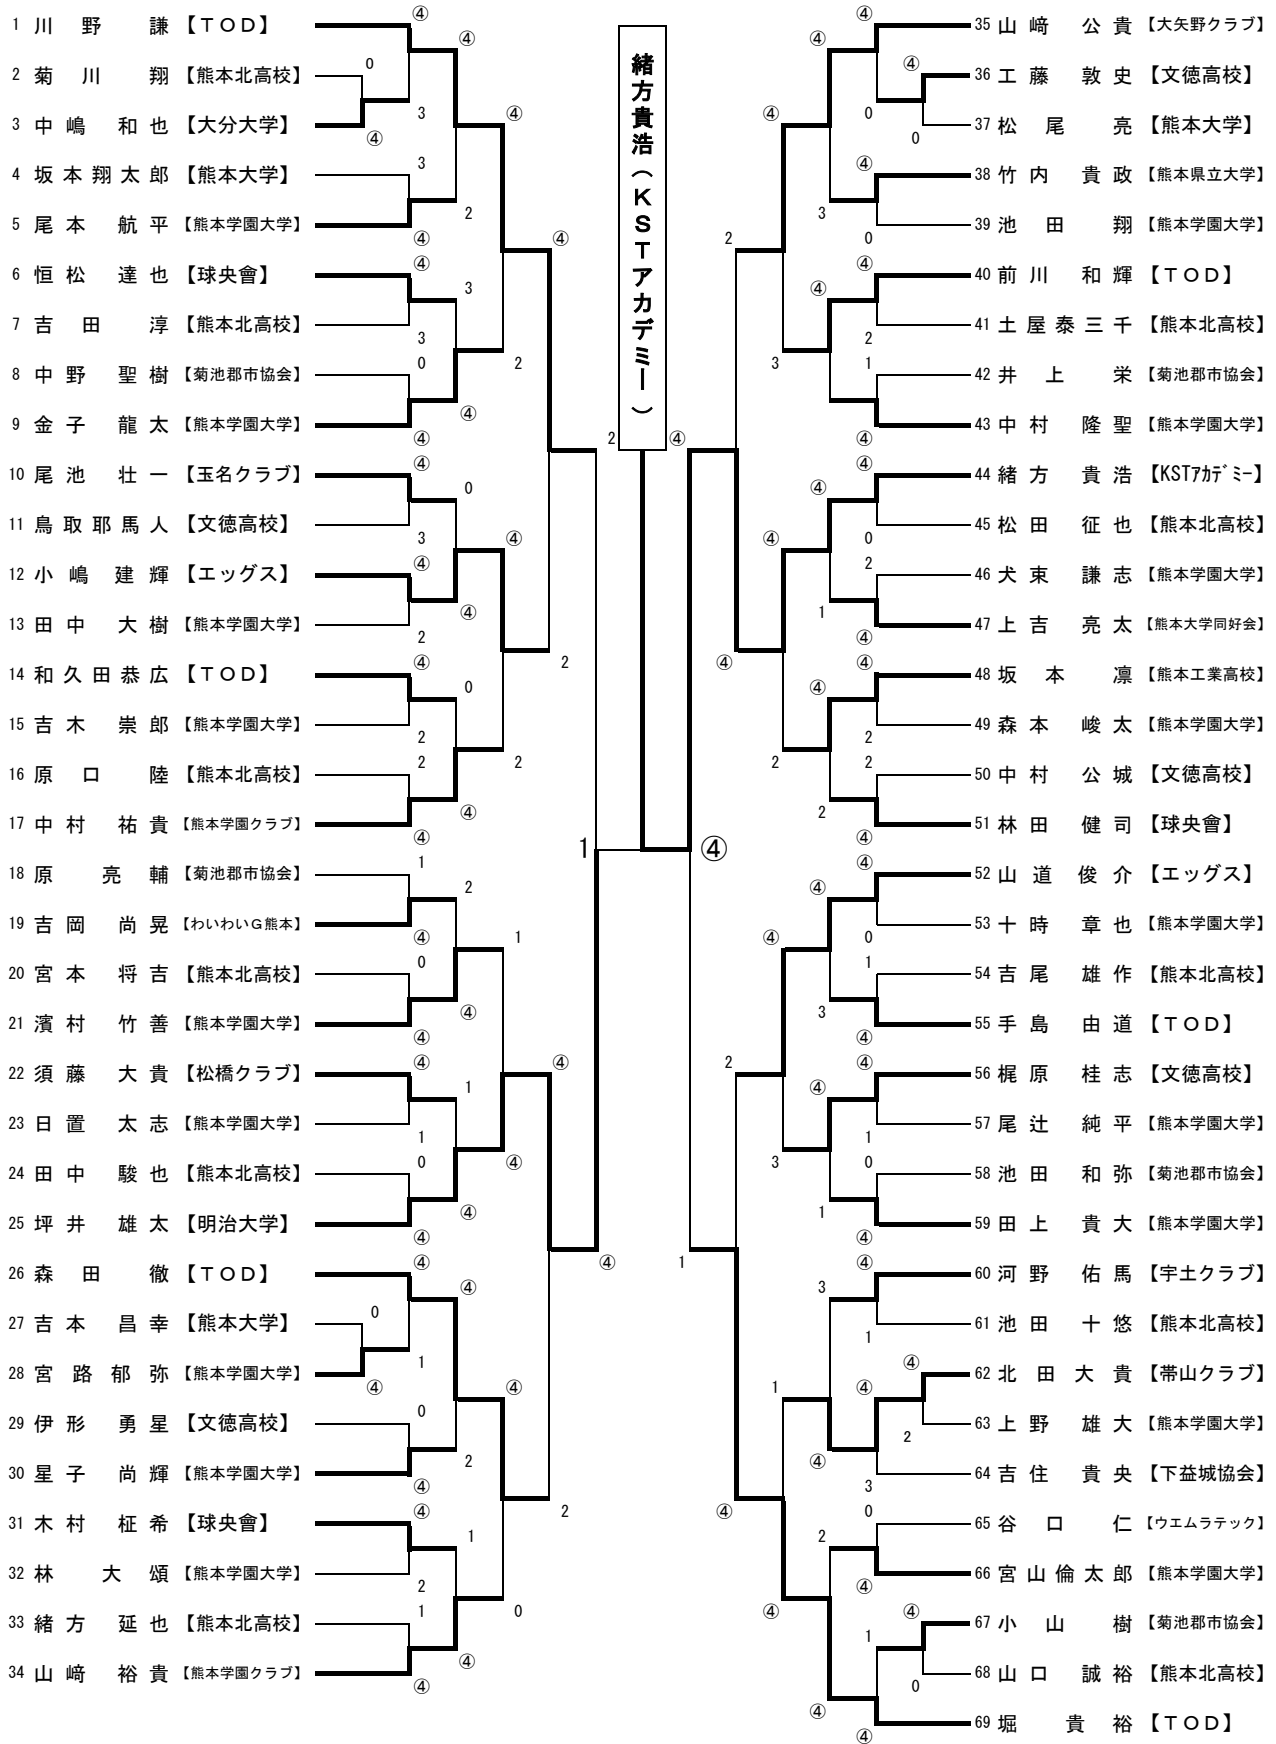 緒方貴浩（KSTアカデミー）
1 川野 謙 【TOD】
2 菊川 翔 【熊本北高校】
3 中嶋 和也 【大分大学】
4 坂本翔太郎 【熊本大学】
5 尾本 航平 【熊本学園大学】
6 恒松 達也 【球央會】
7 吉田 淳 【熊本北高校】
8 中野 聖樹 【菊池郡市協会】
9 金子 龍太 【熊本学園大学】
10 尾池 壮一 【玉名クラブ】
11 鳥取耶馬人 【文徳高校】
12 小嶋 建輝 【エッグス】
13 田中 大樹 【熊本学園大学】
14 和久田恭広 【TOD】
15 吉木 崇郎 【熊本学園大学】
16 原口 陸 【熊本北高校】
17 中村 祐貴 【熊本学園クラブ】
18 原 亮輔 【菊池郡市協会】
19 吉岡 尚晃 【わいわいG熊本】
20 宮本 将吉 【熊本北高校】
21 濱村 竹善 【熊本学園大学】
22 須藤 大貴 【松橋クラブ】
23 日置 太志 【熊本学園大学】
24 田中 駿也 【熊本北高校】
25 坪井 雄太 【明治大学】
26 森田 徹 【TOD】
27 吉本 昌幸 【熊本大学】
28 宮路郁弥 【熊本学園大学】
29 伊形 勇星 【文徳高校】
30 星子 尚輝 【熊本学園大学】
31 木村 柾希 【球央會】
32 林 大頌 【熊本学園大学】
33 緒方 延也 【熊本北高校】
34 山﨑 裕貴 【熊本学園クラブ】
35 山﨑 公貴 【大矢野クラブ】
36 工藤 敦史 【文徳高校】
37 松尾 亮 【熊本大学】
38 竹内 貴政 【熊本県立大学】
39 池田 翔 【熊本学園大学】
40 前川 和輝 【TOD】
41 土屋泰三千 【熊本北高校】
42 井上 栄 【菊池郡市協会】
43 中村 隆聖 【熊本学園大学】
44 緒方 貴浩 【KSTｱｶﾃﾞﾐｰ】
45 松田 征也 【熊本北高校】
46 犬束 謙志 【熊本学園大学】
47 上吉 亮太 【熊本大学同好会】
48 坂本 凛 【熊本工業高校】
49 森本 峻太 【熊本学園大学】
50 中村 公城 【文徳高校】
51 林田 健司 【球央會】
52 山道 俊介 【エッグス】
53 十時 章也 【熊本学園大学】
54 吉尾 雄作 【熊本北高校】
55 手島 由道 【TOD】
56 梶原 桂志 【文徳高校】
57 尾辻 純平 【熊本学園大学】
58 池田 和弥 【菊池郡市協会】
59 田上 貴大 【熊本学園大学】
60 河野 佑馬 【宇土クラブ】
61 池田 十悠 【熊本北高校】
62 北田大貴 【帯山クラブ】
63 上野 雄大 【熊本学園大学】
64 吉住 貴央 【下益城協会】
65 谷口 仁 【ウエムラテック】
66 宮山倫太郎 【熊本学園大学】
67 小山 樹 【菊池郡市協会】
68 山口 誠裕 【熊本北高校】
69 堀 貴裕 【TOD】
1 ④